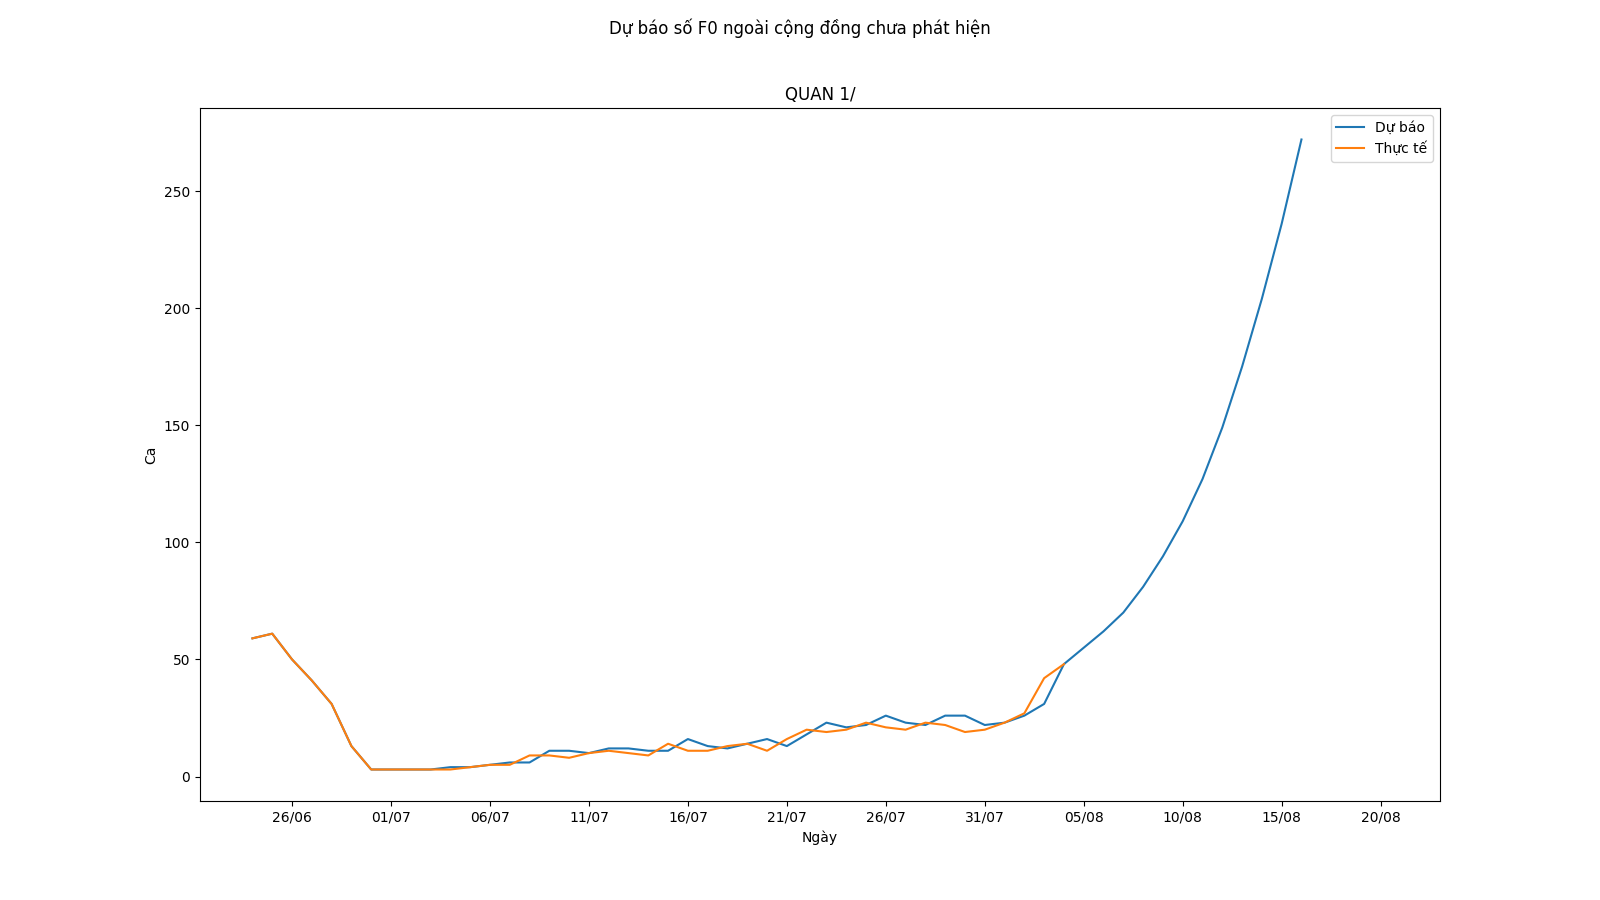 Dự báo số F0 ngoài cộng đồng chưa phát hiện
QUAN 1/
Dự báo
Thực tế
250
200
150
100
50
0
Ca
26/06 01/07 06/07 11/07 16/07 21/07 26/07 31/07 05/08 10/08 15/08 20/08
Ngày